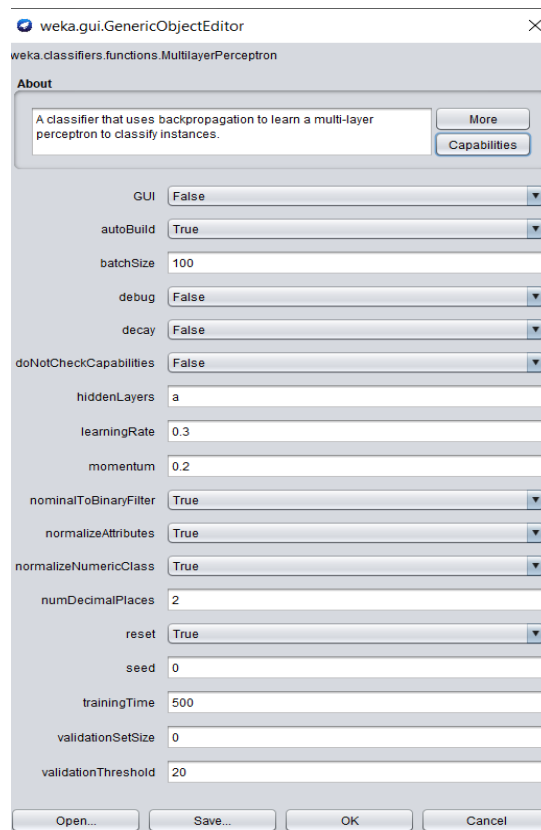 weka.gui.GenericObjectEditor
weka.classifiers.functions.MultilayerPerceptron
About
A classifier that uses backpropagation to learn a multi-layer
perceptron to classify instances.
More
Capabilities
GUI False
autoBuild True
batchSize 100
debug False
decay False
doNotCheckCapabilities False
hiddenLayers a
learningRate 0.3
momentum 0.2
nominalToBinaryFilter True
normalizeAttributes True
normalizeNumericClass True
numDecimalPlaces 2
reset True
seed 0
trainingTime 500
validationSetSize 0
validationThreshold 20
Open... Save... OK Cancel